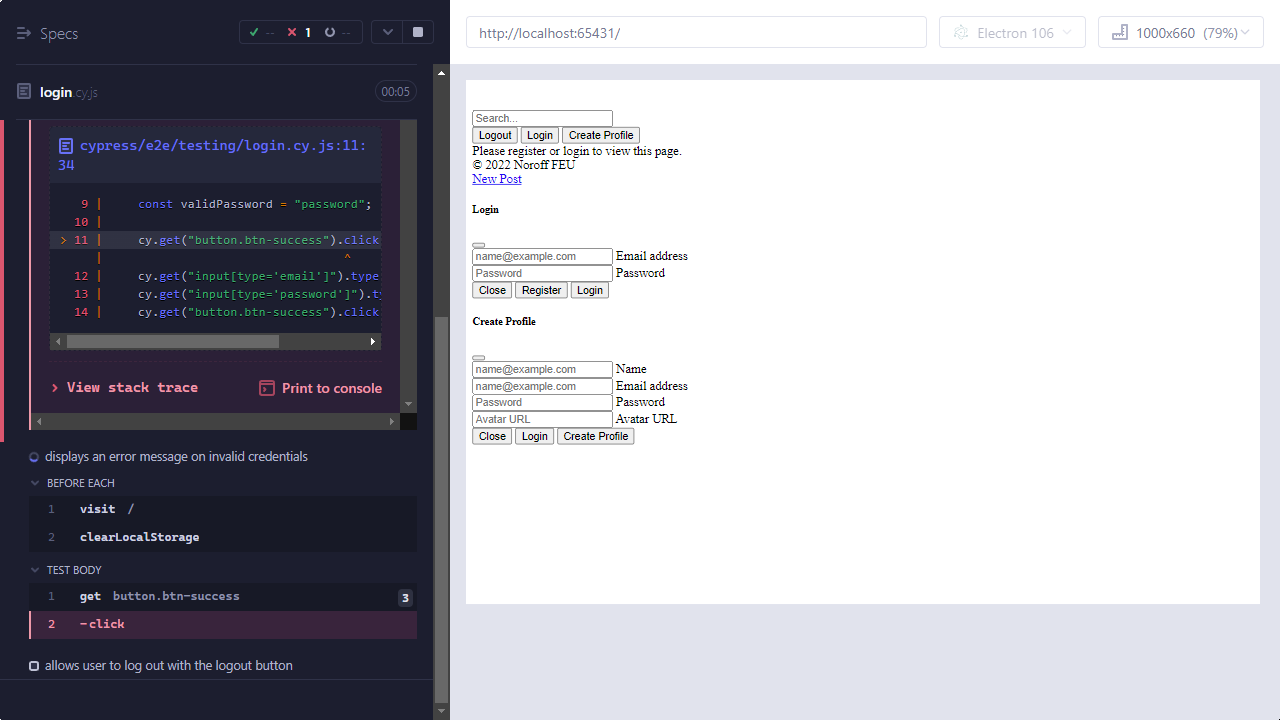 Specs
-- 1 --
login.cy.js 00:05
cypress/e2e/testing/login.cy.js:11:
34
9 | const validPassword = "password";
10 |
> 11 | cy.get("button.btn-success").click
| ^
12 | cy.get("input[type='email']").type
13 | cy.get("input[type='password']").ty
14 | cy.get("button.btn-success").click
> View stack trace Print to console
displays an error message on invalid credentials
BEFORE EACH
1 visit /
2 clearLocalStorage
TEST BODY
1 get button.btn-success 3
2 -click
allows user to log out with the logout button
http://localhost:65431/
Electron 106
1000x660 (79%)
Search...
Logout Login Create Profile
Please register or login to view this page.
© 2022 Noroff FEU
New Post
Login
name@example.com Email address
Password Password
Close Register Login
Create Profile
name@example.com Name
name@example.com Email address
Password Password
Avatar URL Avatar URL
Close Login Create Profile